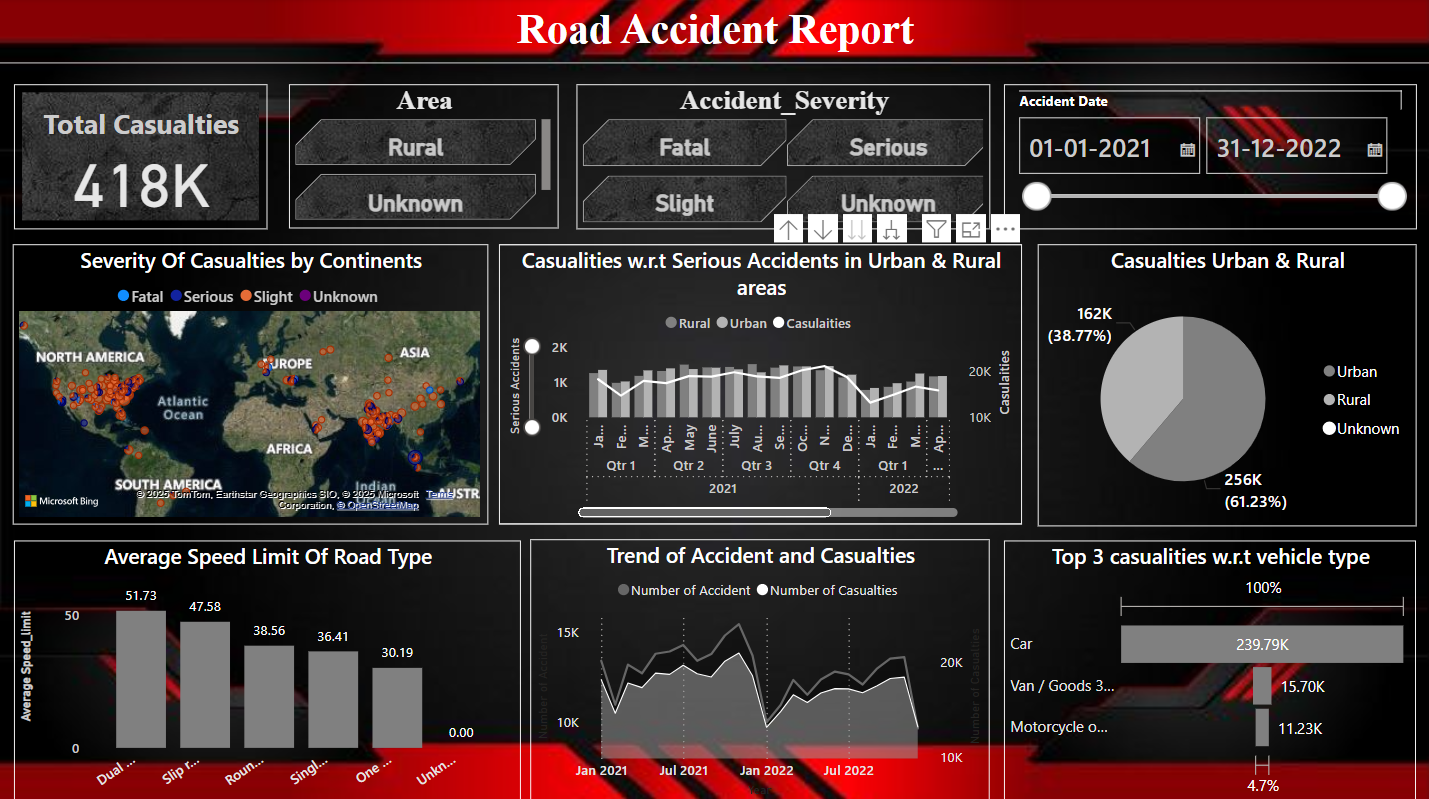 Road Accident Report
Total Casualties
418K
Area
Rural
Unknown
Accident_Severity
Fatal
Serious
Slight
Unknown
Accident Date
01-01-2021
31-12-2022
Severity Of Casualties by Continents
Fatal
Serious
Slight
Unknown
NORTH AMERICA
EUROPE
ASIA
Atlantic
Ocean
AFRICA
SOUTH AMERICA
Indian
AUSTR
Microsoft Bing
© 2025 TomTom, Earthstar Geographics SIO, © 2025 Microsoft
Corporation, © OpenStreetMap
Terms
Casualities w.r.t Serious Accidents in Urban & Rural
areas
Rural
Urban
Casulaities
Serious Accidents
2K
1K
0K
20K
10K
Casulaities
Ja...
Fe...
M...
Ap...
May
June
July
Au...
Se...
Oc...
N...
De...
Ja...
Fe...
M...
Ap...
Qtr 1
Qtr 2
Qtr 3
Qtr 4
Qtr 1
...
2021
2022
Casualties Urban & Rural
162K
(38.77%)
256K
(61.23%)
Urban
Rural
Unknown
Average Speed Limit Of Road Type
Average Speed_limit
50
0
51.73
47.58
38.56
36.41
30.19
0.00
Dual ...
Slip r...
Roun...
Singl...
One ...
Unkn...
Trend of Accident and Casualties
Number of Accident
Number of Casualties
Number of Accident
15K
10K
20K
10K
Number of Casualties
Jan 2021
Jul 2021
Jan 2022
Jul 2022
Top 3 casualities w.r.t vehicle type
100%
Car
239.79K
Van / Goods 3...
15.70K
Motorcycle o...
11.23K
4.7%